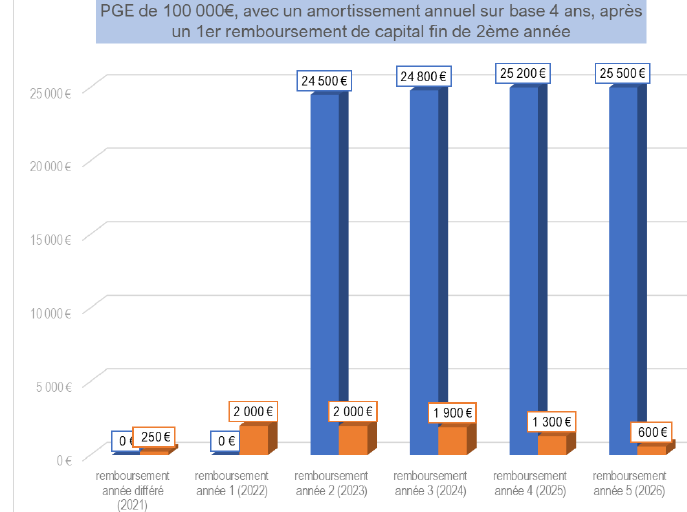 PGE de 100 000€, avec un amortissement annuel sur base 4 ans, après
un 1er remboursement de capital fin de 2ème année
25 000 €
20 000 €
15 000 €
10 000 €
5 000 €
0 €
0 €
250 €
0 €
2 000 €
24 500 €
2 000 €
24 800 €
1 900 €
25 200 €
1 300 €
25 500 €
600 €
remboursement
année différé
(2021)
remboursement
année 1 (2022)
remboursement
année 2 (2023)
remboursement
année 3 (2024)
remboursement
année 4 (2025)
remboursement
année 5 (2026)